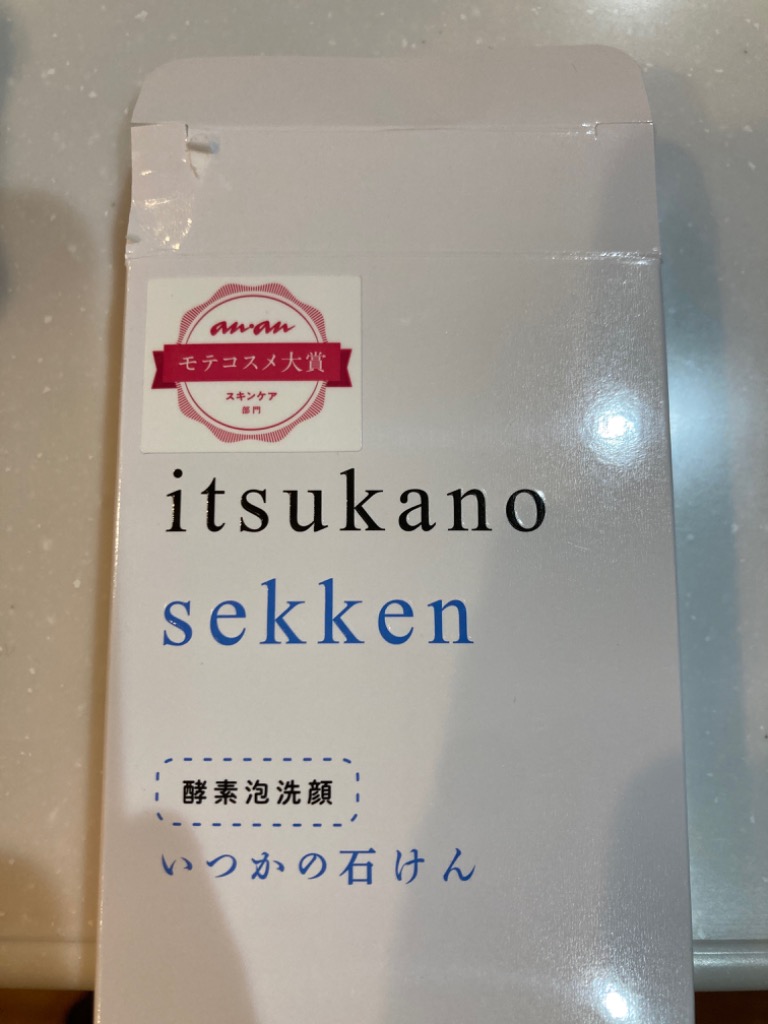 an·an
モテコスメ大賞
スキンケア
部門
itsukano
sekken
酵素泡洗顔
いつかの石けん